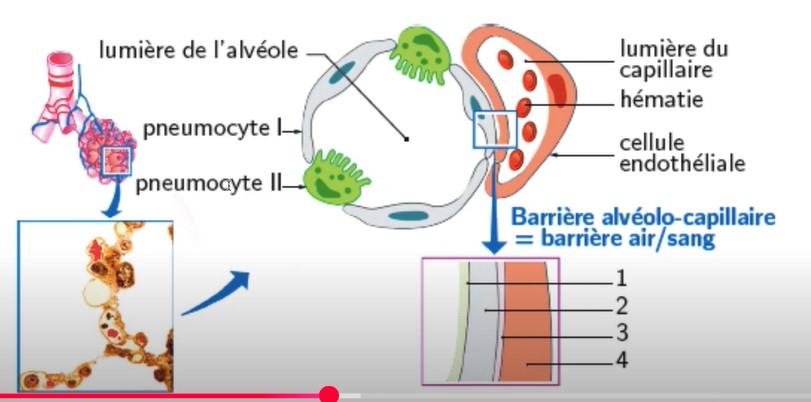 lumière de l'alvéole
pneumocyte I
pneumocyte II
lumière du
capillaire
hématie
cellule
endothéliale
Barrière alvéolo-capillaire
= barrière air/sang
1
2
3
4